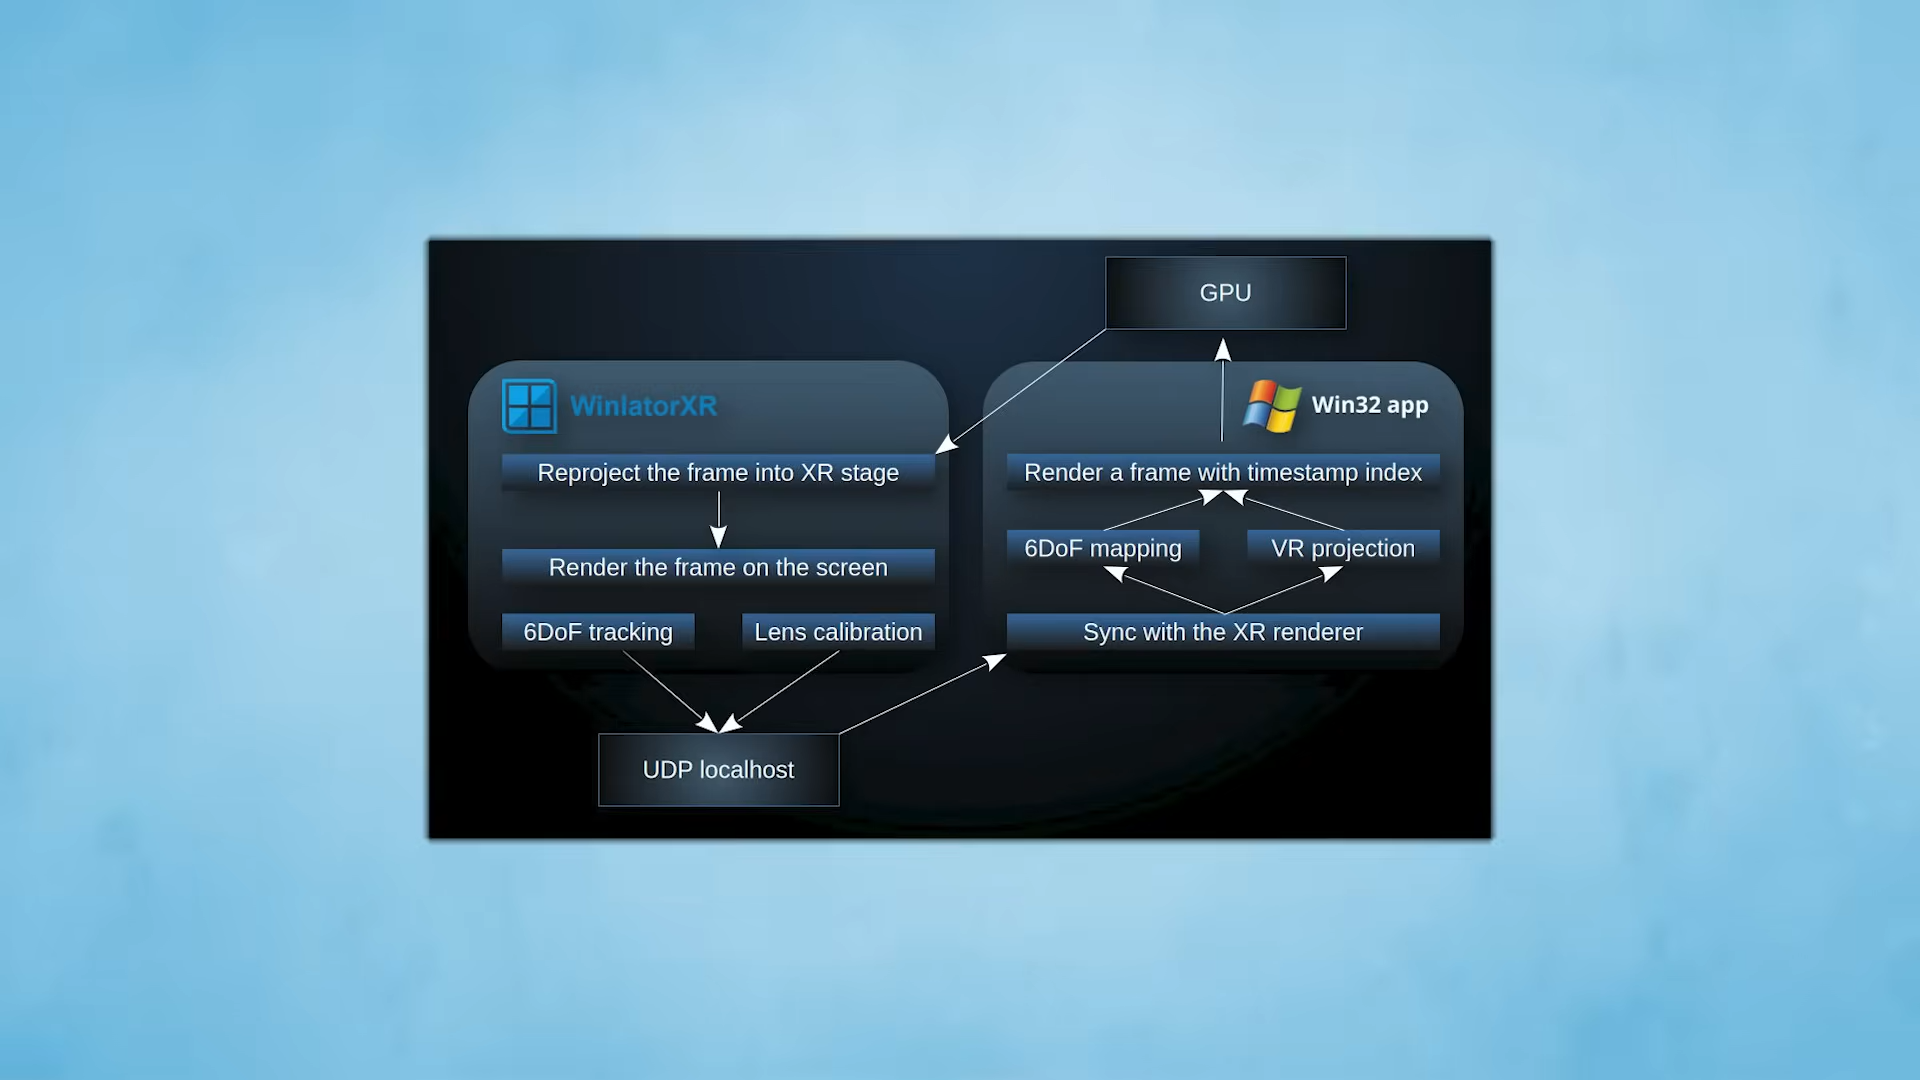 GPU
WinlatorXR
Win32 app
Reproject the frame into XR stage
Render a frame with timestamp index
6DoF mapping
VR projection
Render the frame on the screen
6DoF tracking
Lens calibration
Sync with the XR renderer
UDP localhost